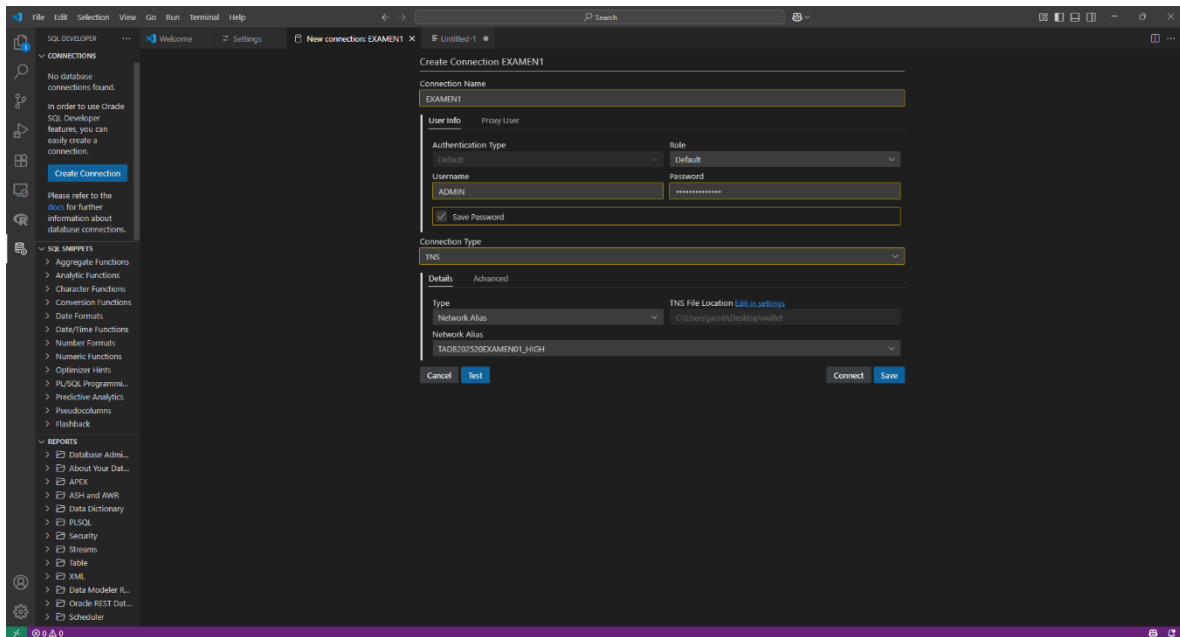 File Edit Selection View Go Run Terminal Help
Search
SQL DEVELOPER
Welcome
Settings
New connection: EXAMEN1
Untitled-1
CONNECTIONS
No database
connections found.
In order to use Oracle
SQL Developer
features, you can
easily create a
connection.
Create Connection
Please refer to the
docs for further
information about
database connections.
SQL SNIPPETS
Aggregate Functions
Analytic Functions
Character Functions
Conversion Functions
Date Formats
Date/Time Functions
Number Formats
Numeric Functions
Optimizer Hints
PL/SQL Programmi...
Predictive Analytics
Pseudocolumns
Flashback
REPORTS
Database Admi...
About Your Dat...
APEX
ASH and AWR
Data Dictionary
PLSQL
Security
Streams
Table
XML
Data Modeler R...
Oracle REST Dat...
Scheduler
Create Connection EXAMEN1
Connection Name
EXAMEN1
User Info Proxy User
Authentication Type Role
Default Default
Username Password
ADMIN ••••••••••••••
Save Password
Connection Type
TNS
Details Advanced
Type TNS File Location Edit in settings
Network Alias C:\Users\jacob\Desktop\wallet
Network Alias
TADB202520EXAMEN01_HIGH
Cancel Test Connect Save
1
0 0